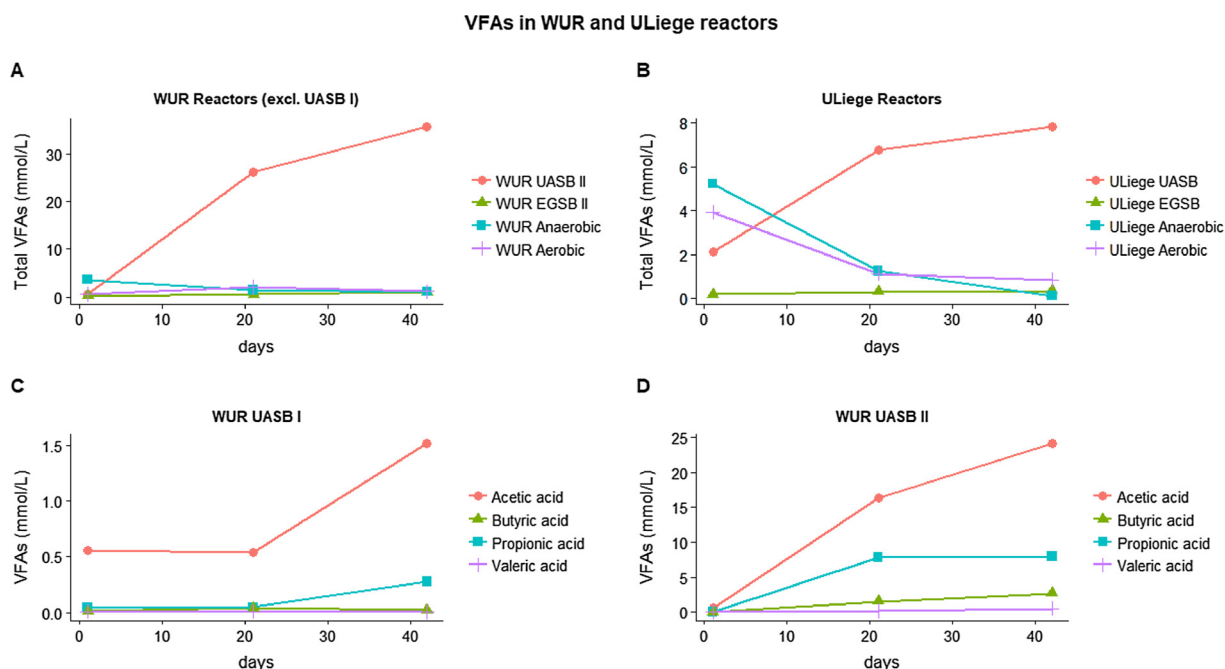 VFAs in WUR and ULiege reactors
A
WUR Reactors (excl. UASB I)
Total VFAs (mmol/L)
30
20
10
0
0
10
20
30
40
days
WUR UASB II
WUR EGSB II
WUR Anaerobic
WUR Aerobic
B
ULiege Reactors
Total VFAs (mmol/L)
8
6
4
2
0
0
10
20
30
40
days
ULiege UASB
ULiege EGSB
ULiege Anaerobic
ULiege Aerobic
C
WUR UASB I
VFAs (mmol/L)
1.5
1.0
0.5
0.0
0
10
20
30
40
days
Acetic acid
Butyric acid
Propionic acid
Valeric acid
D
WUR UASB II
VFAs (mmol/L)
25
20
15
10
5
0
0
10
20
30
40
days
Acetic acid
Butyric acid
Propionic acid
Valeric acid